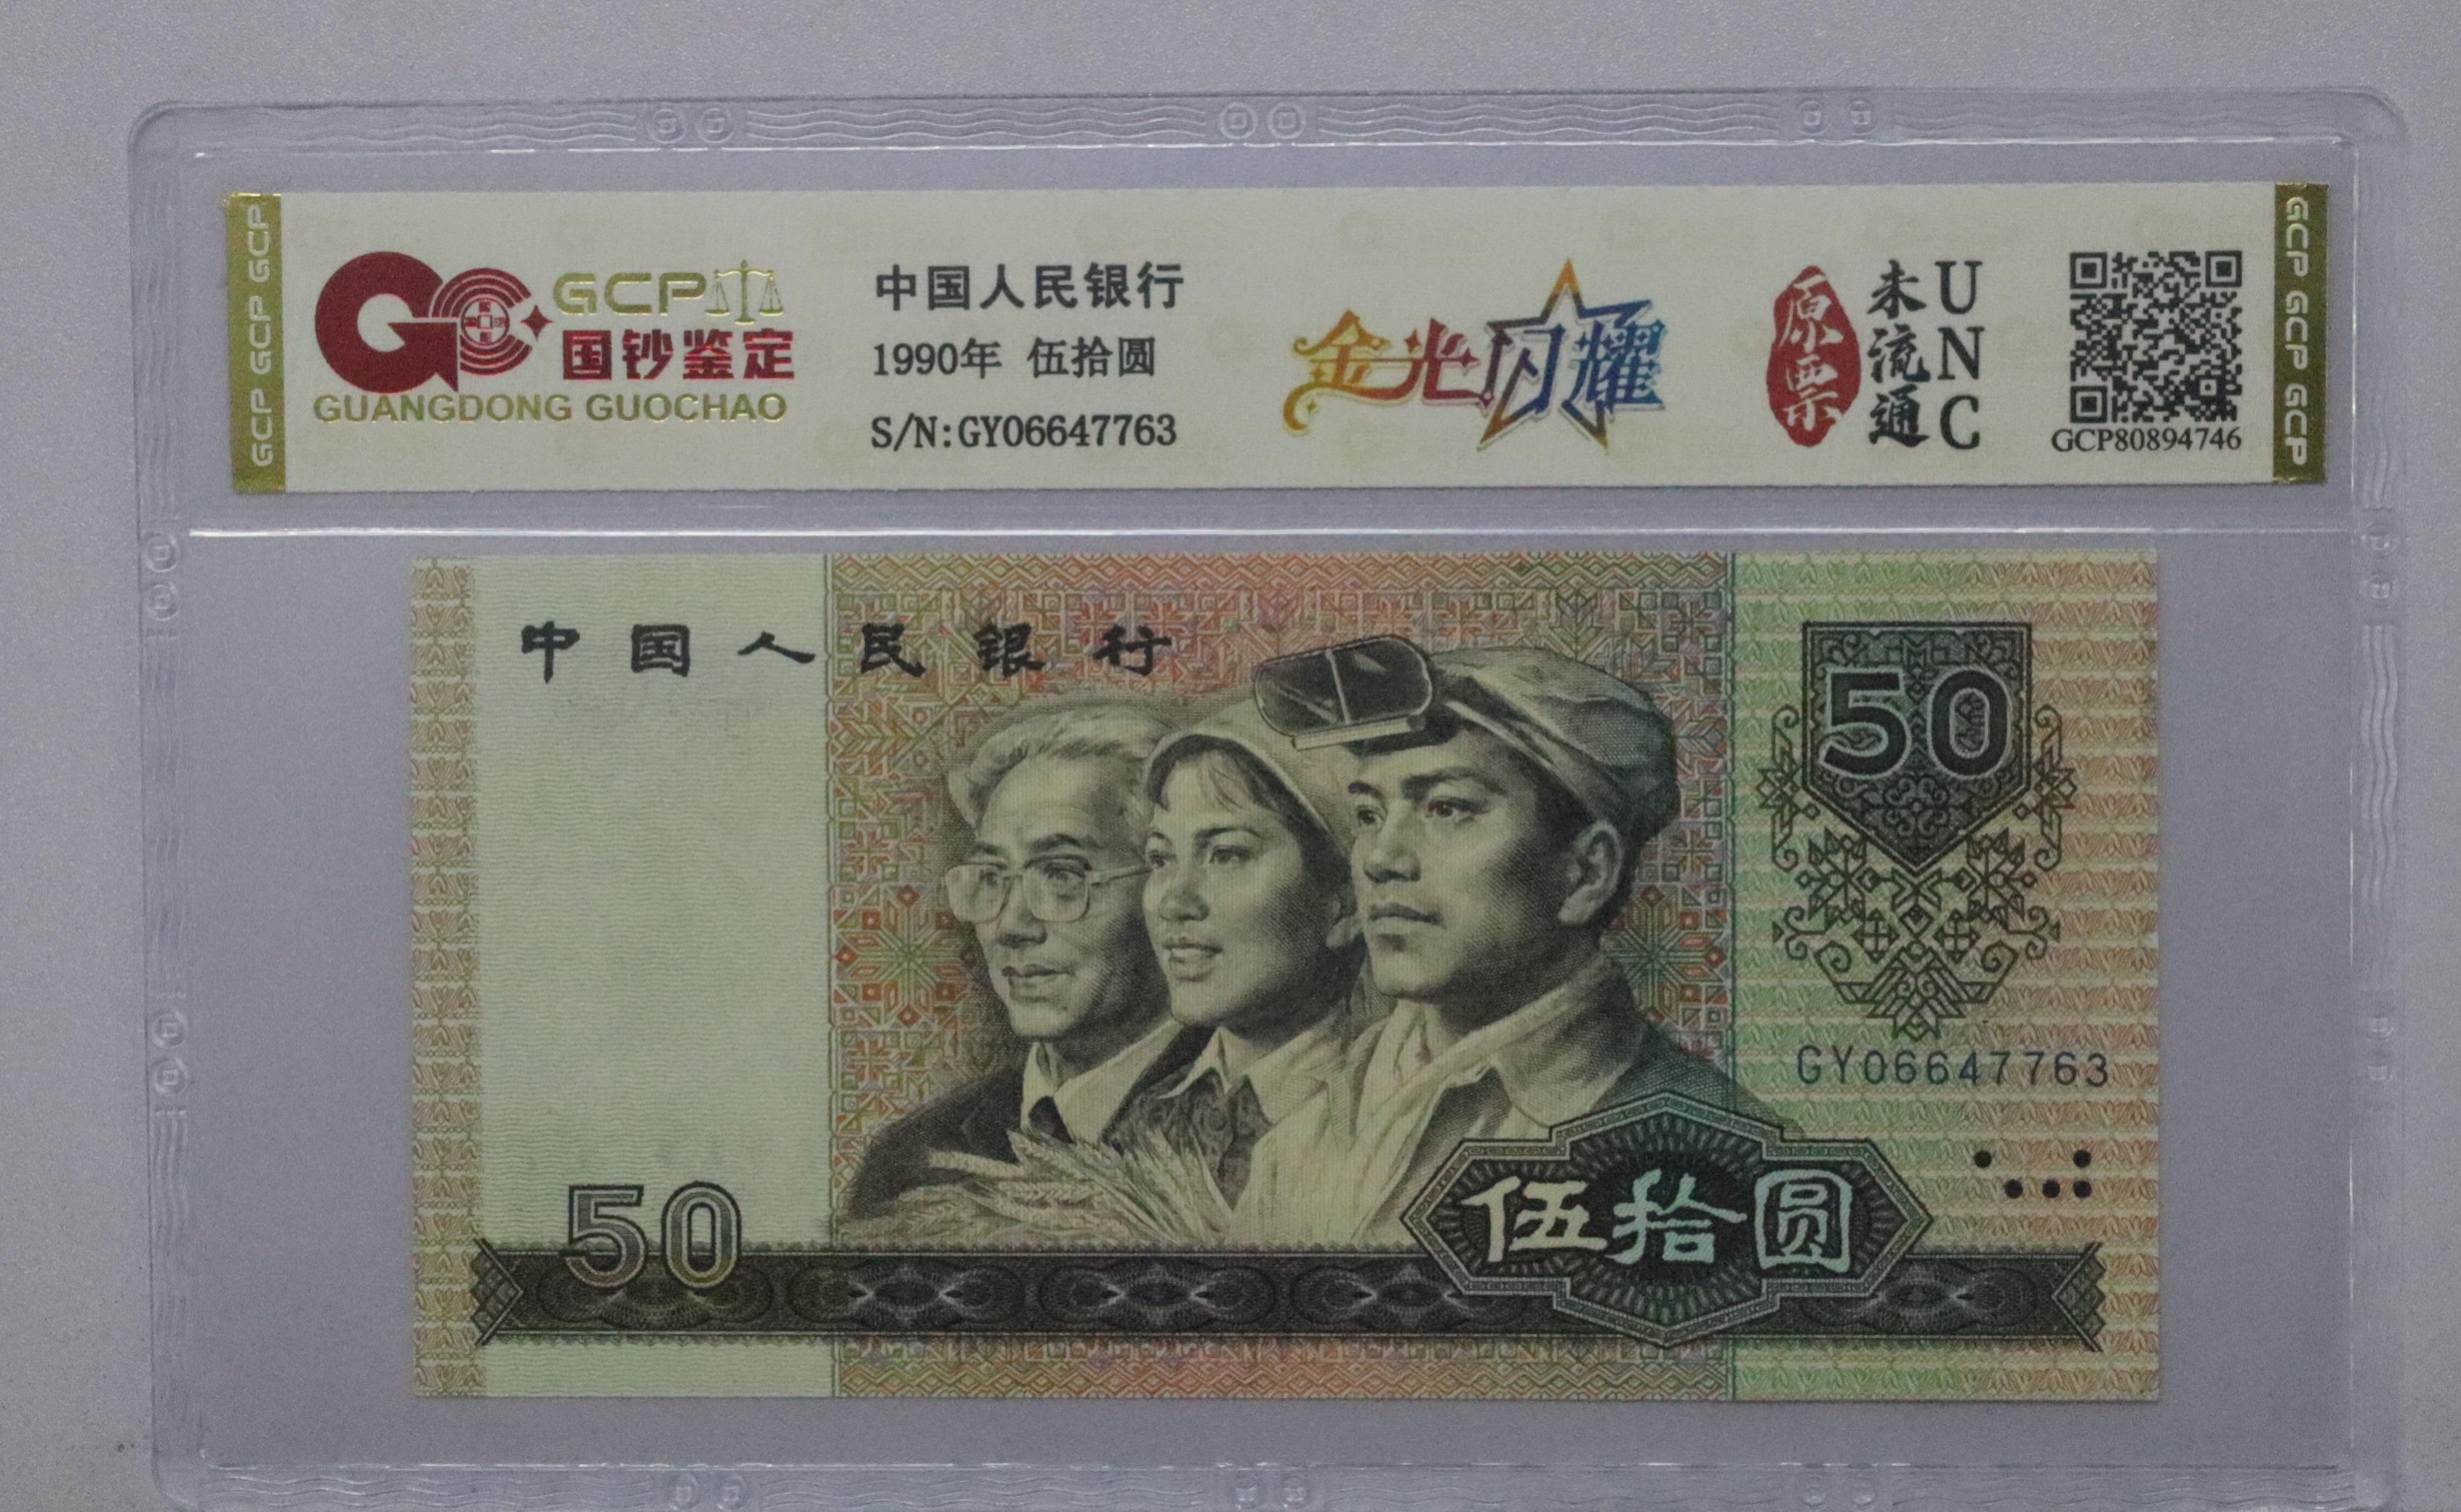 GCP GCP GCP
GCP
国钞鉴定
GUANGDONG GUOCHAO
中国人民银行
1990年 伍拾圆
S/N:GY06647763
金光闪耀
原票
未流通
UNC
GCP80894746
GCP GCP GCP
中国人民银行
50
GY06647763
50
伍拾圆